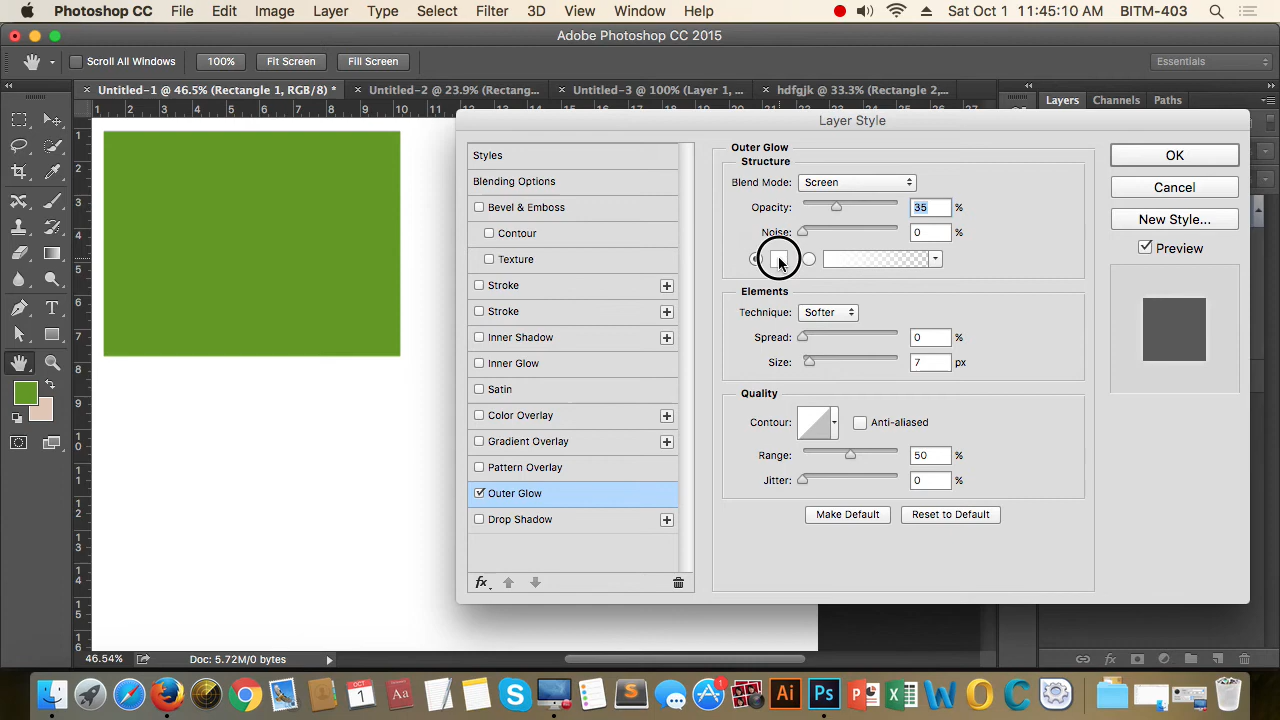 Photoshop CC File Edit Image Layer Type Select Filter 3D View Window Help Sat Oct 1 11:45:10 AM BITM-403
Adobe Photoshop CC 2015
Scroll All Windows 100% Fit Screen Fill Screen Essentials
Untitled-1 @ 46.5% (Rectangle 1, RGB/8) * Untitled-2 @ 23.9% (Rectang... Untitled-3 @ 100% (Layer 1, ... hdfgjk @ 33.3% (Rectangle 2,... Layers Channels Paths
Layer Style
Styles
Blending Options
Bevel & Emboss
Contour
Texture
Stroke
Stroke
Inner Shadow
Inner Glow
Satin
Color Overlay
Gradient Overlay
Pattern Overlay
Outer Glow
Drop Shadow
fx
Outer Glow
Structure
Blend Mode: Screen
Opacity: 35 %
Noise: 0 %
Elements
Technique: Softer
Spread: 0 %
Size: 7 px
Quality
Contour: Anti-aliased
Range: 50 %
Jitter: 0 %
Make Default Reset to Default
OK
Cancel
New Style...
Preview
46.54% Doc: 5.72M/0 bytes